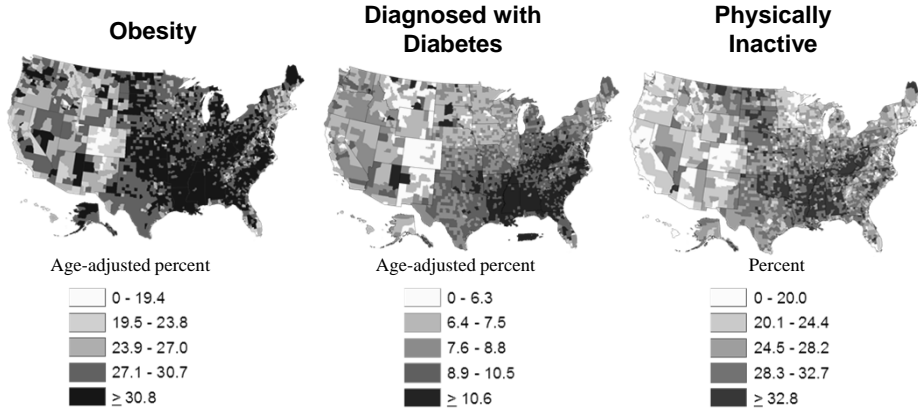 Obesity
Diagnosed with
Diabetes
Physically
Inactive
Age-adjusted percent
0 - 19.4
19.5 - 23.8
23.9 - 27.0
27.1 - 30.7
≥ 30.8
Age-adjusted percent
0 - 6.3
6.4 - 7.5
7.6 - 8.8
8.9 - 10.5
≥ 10.6
Percent
0 - 20.0
20.1 - 24.4
24.5 - 28.2
28.3 - 32.7
≥ 32.8